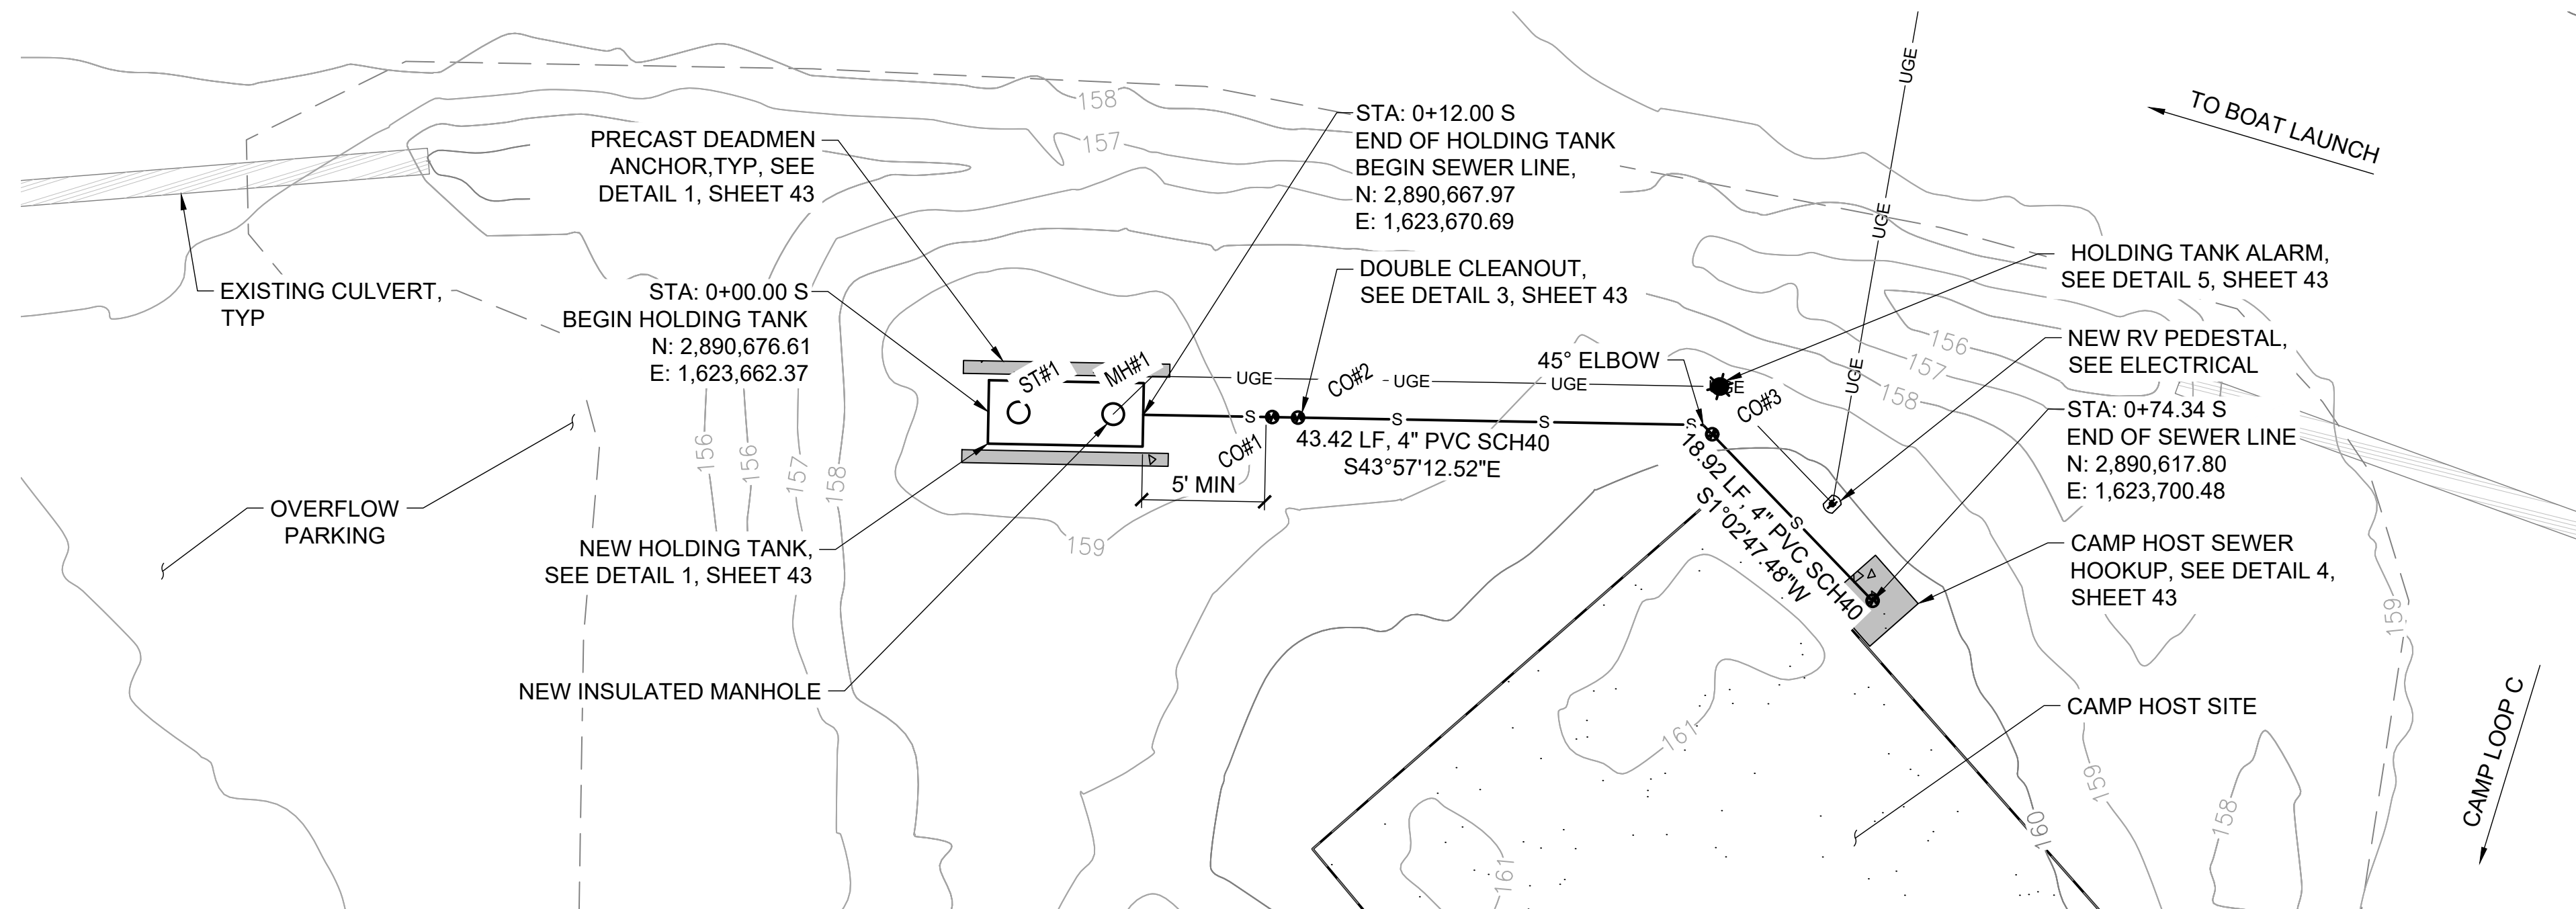 158
157
UGE
TO BOAT LAUNCH
PRECAST DEADMEN
ANCHOR,TYP, SEE
DETAIL 1, SHEET 43
STA: 0+12.00 S
END OF HOLDING TANK
BEGIN SEWER LINE,
N: 2,890,667.97
E: 1,623,670.69
UGE
EXISTING CULVERT,
TYP
STA: 0+00.00 S
BEGIN HOLDING TANK
N: 2,890,676.61
E: 1,623,662.37
DOUBLE CLEANOUT,
SEE DETAIL 3, SHEET 43
HOLDING TANK ALARM,
SEE DETAIL 5, SHEET 43
156
157
158
NEW RV PEDESTAL,
SEE ELECTRICAL
45° ELBOW
ST#1
MH#1
UGE
CO#2
UGE
UGE
UGE
CO#3
UGE
STA: 0+74.34 S
END OF SEWER LINE
N: 2,890,617.80
E: 1,623,700.48
S
S
S
S
S
CO#1
43.42 LF, 4" PVC SCH40
S43°57'12.52"E
18.92 LF, 4" PVC SCH40
S1°02'47.48"W
5' MIN
156
156
157
158
159
OVERFLOW
PARKING
NEW HOLDING TANK,
SEE DETAIL 1, SHEET 43
CAMP HOST SEWER
HOOKUP, SEE DETAIL 4,
SHEET 43
159
NEW INSULATED MANHOLE
CAMP HOST SITE
CAMP LOOP C
161
161
160
159
158